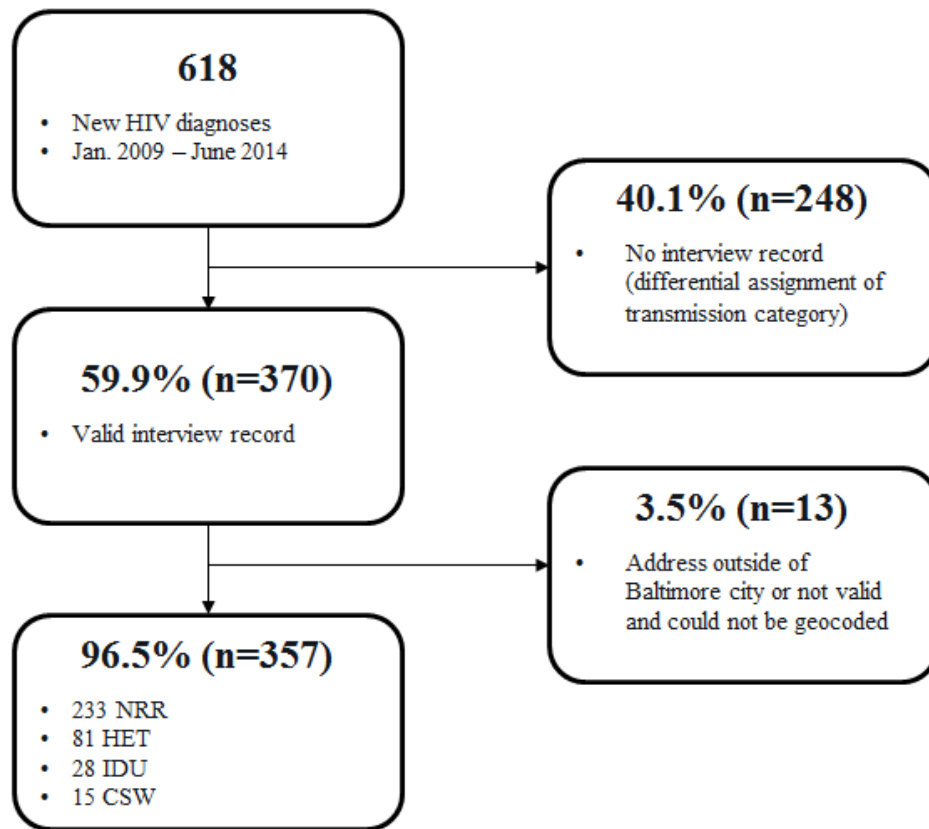 618
• New HIV diagnoses
• Jan. 2009 – June 2014
40.1% (n=248)
• No interview record
(differential assignment of
transmission category)
59.9% (n=370)
• Valid interview record
3.5% (n=13)
• Address outside of
Baltimore city or not valid
and could not be geocoded
96.5% (n=357)
• 233 NRR
• 81 HET
• 28 IDU
• 15 CSW